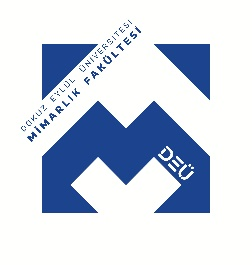 DOKUZ EYLÜL ÜNİVERSİTESİ
MİMARLIK FAKÜLTESİ
DEÜ